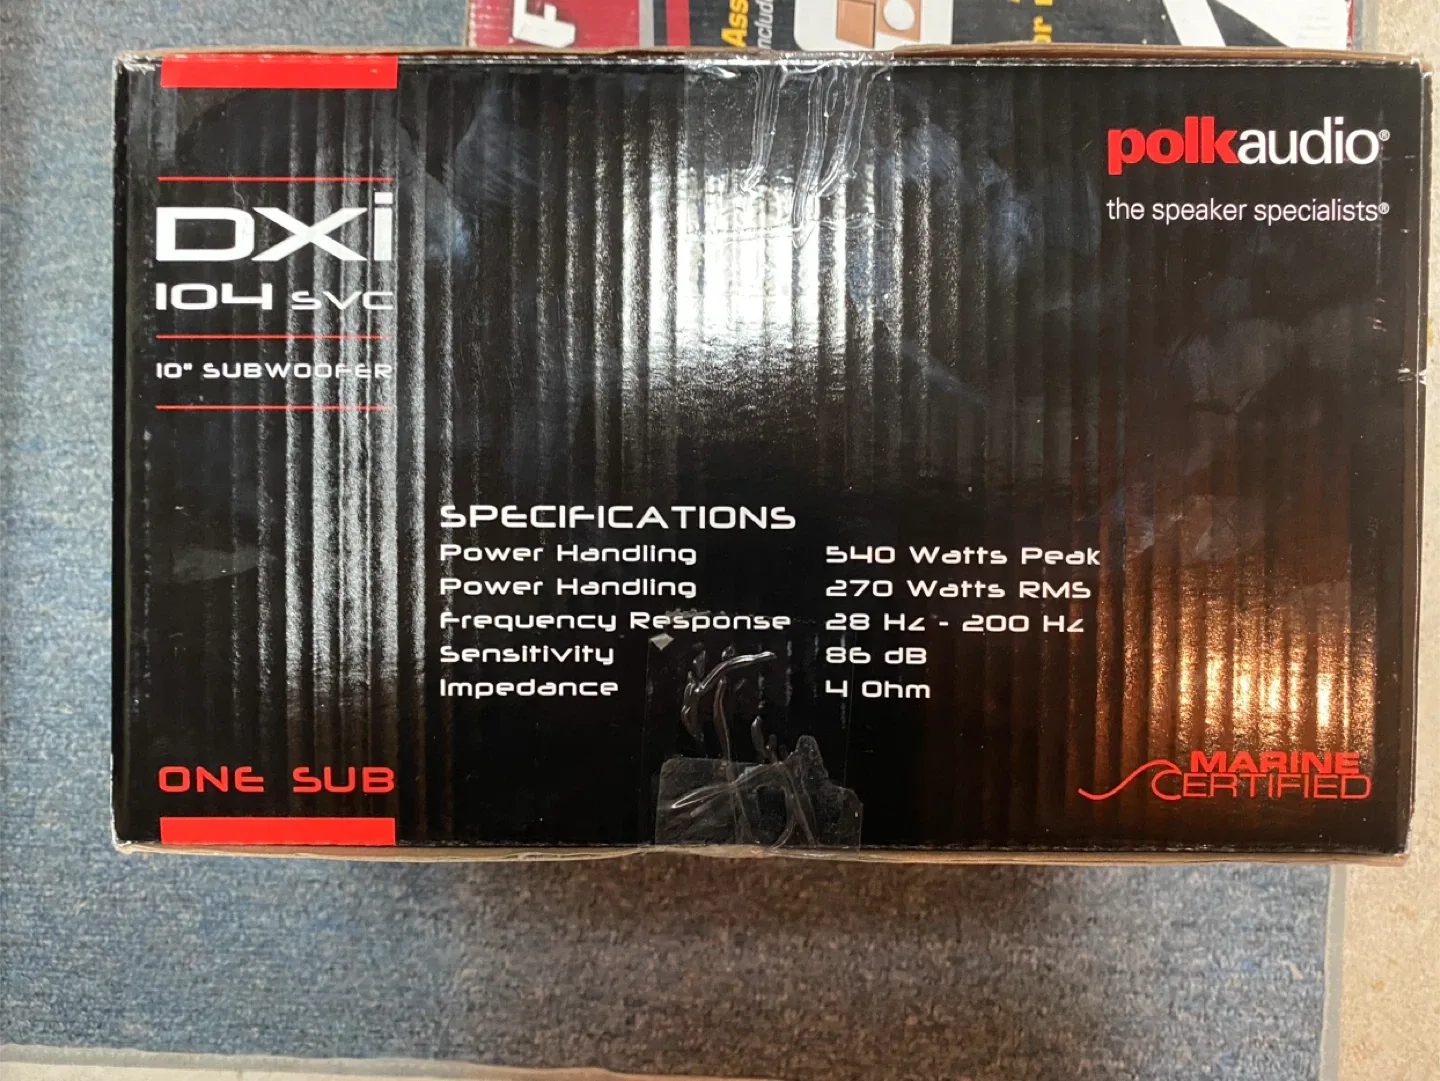 polkaudio®
the speaker specialists®
DXi
104 SVC
10" SUBWOOFER
SPECIFICATIONS
Power Handling 540 Watts Peak
Power Handling 270 Watts RMS
Frequency Response 28 Hz - 200 Hz
Sensitivity 86 dB
Impedance 4 Ohm
ONE SUB
MARINE
CERTIFIED